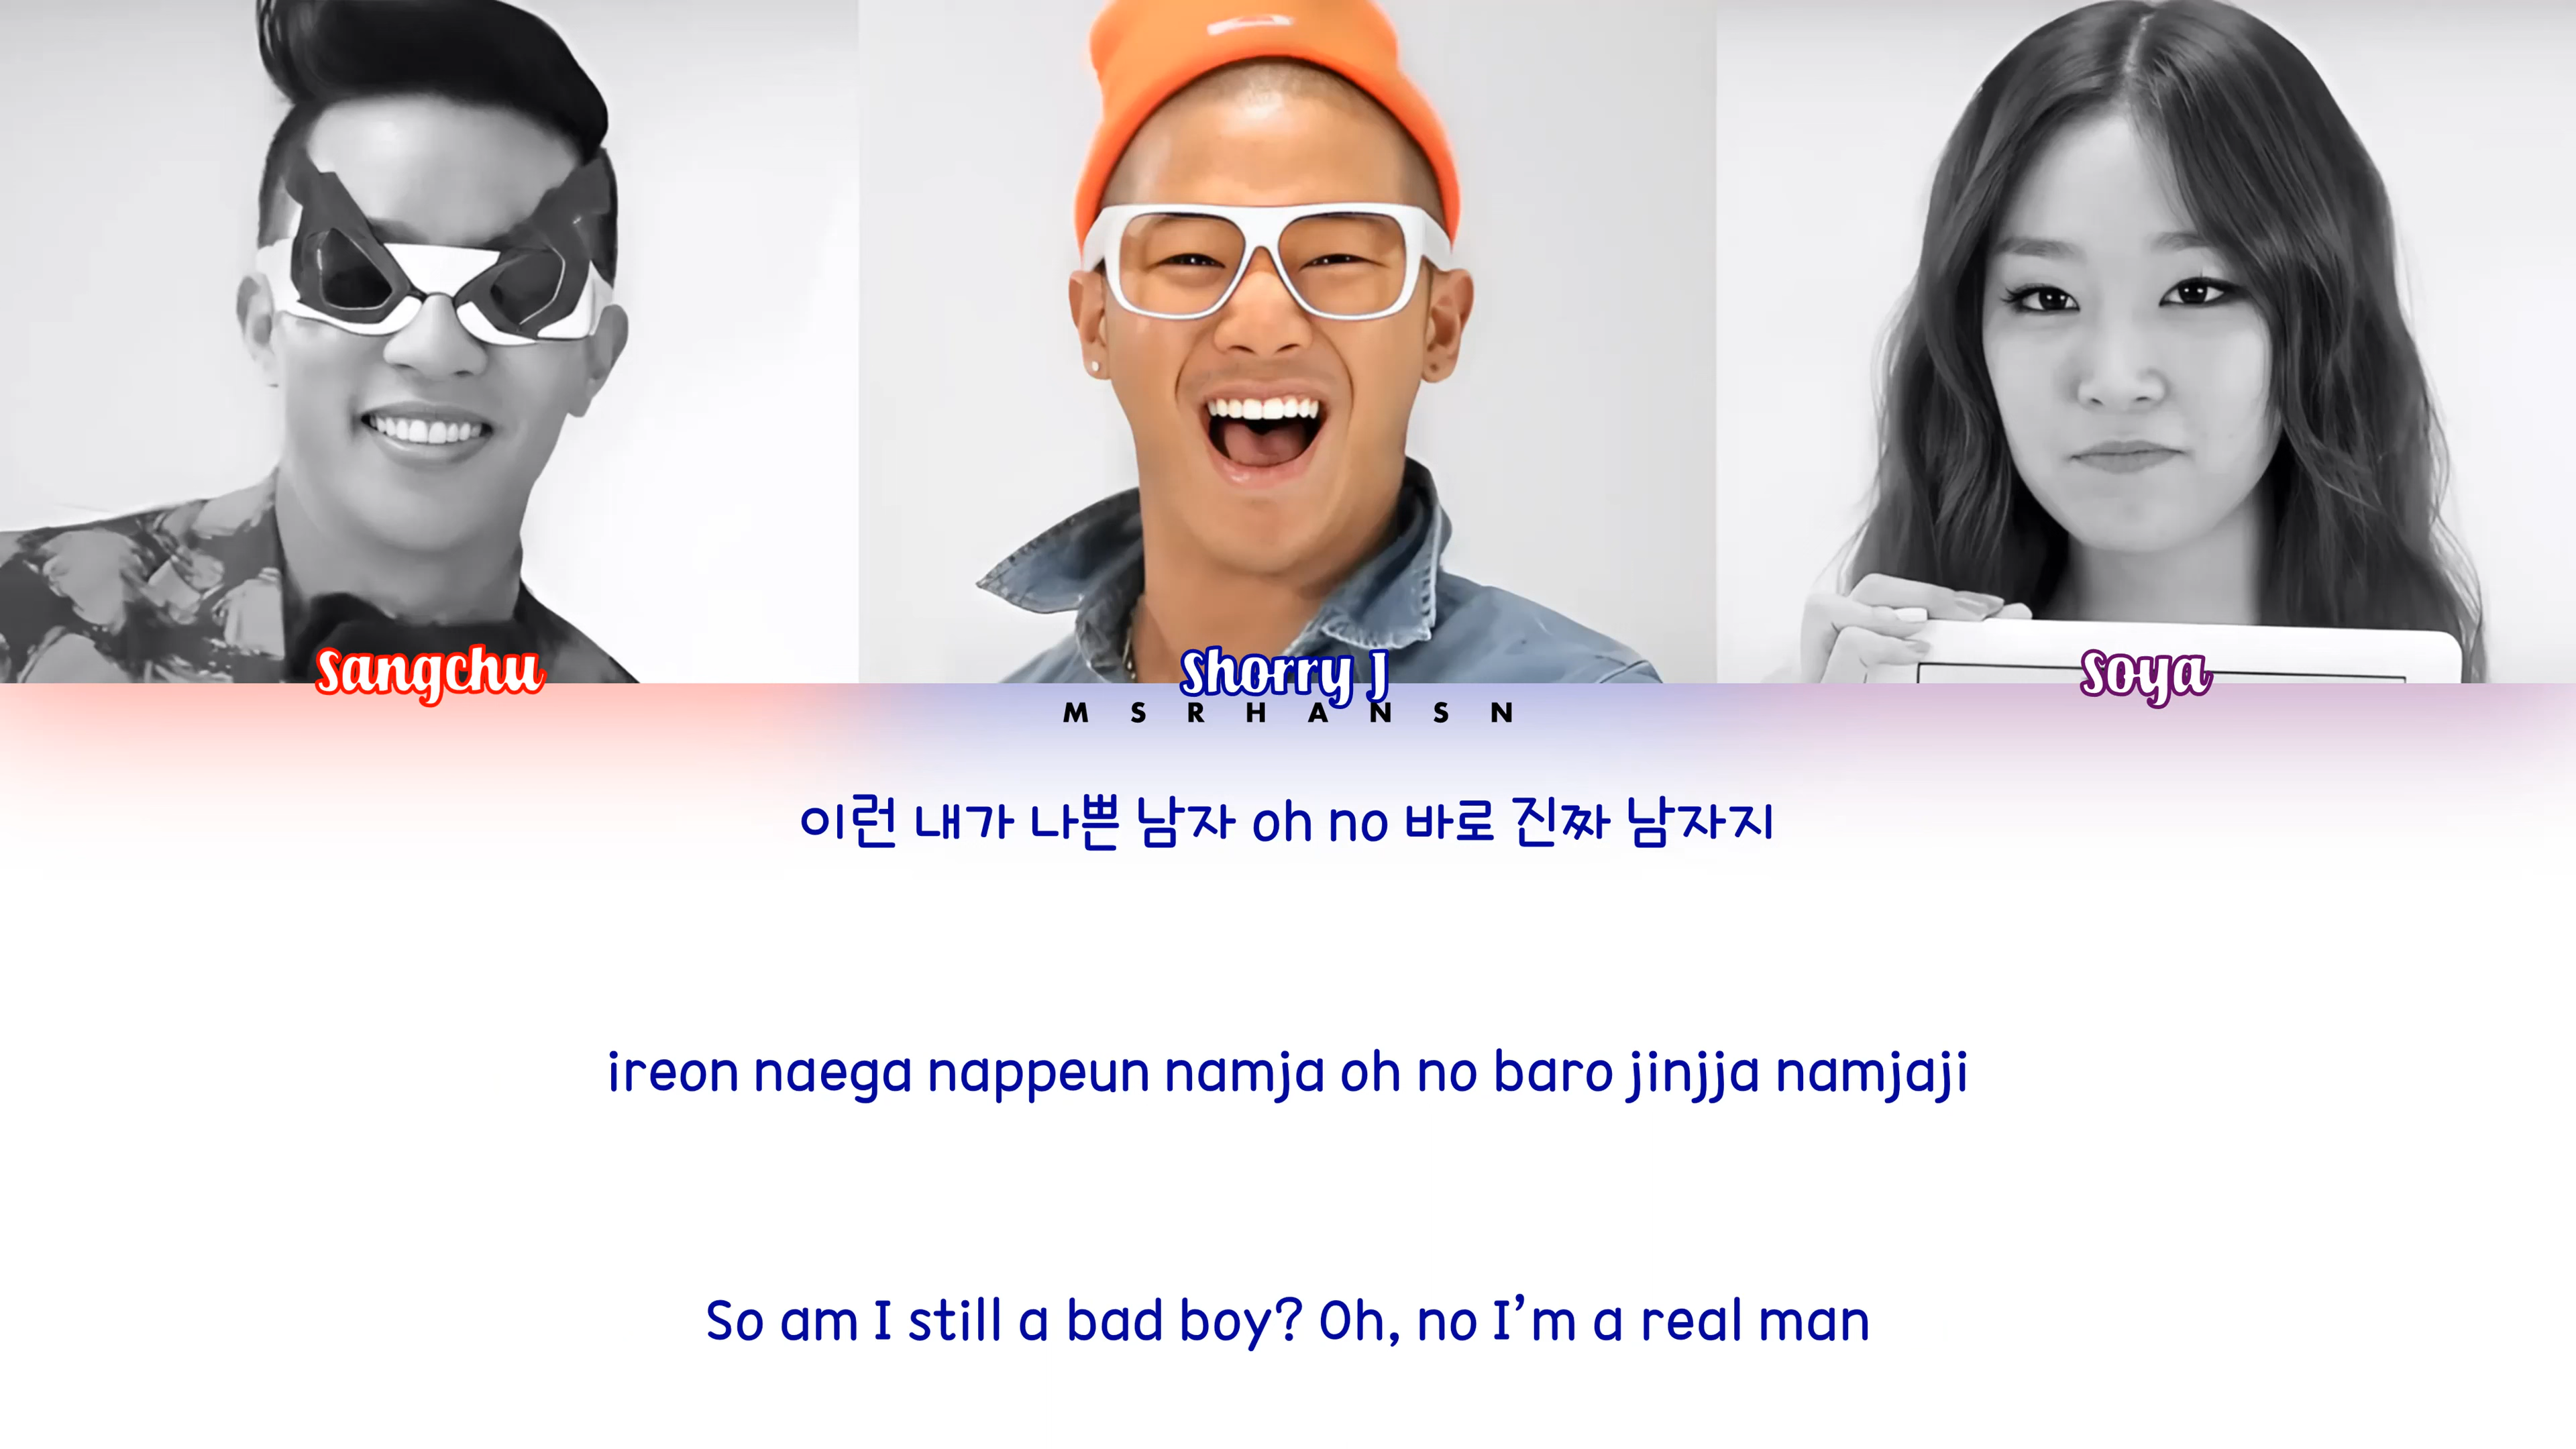 Sangchu
Shorry J
Soya
MSRHANSN
이런 내가 나쁜 남자 oh no 바로 진짜 남자지
ireon naega nappeun namja oh no baro jinjja namjaji
So am I still a bad boy? Oh, no I'm a real man